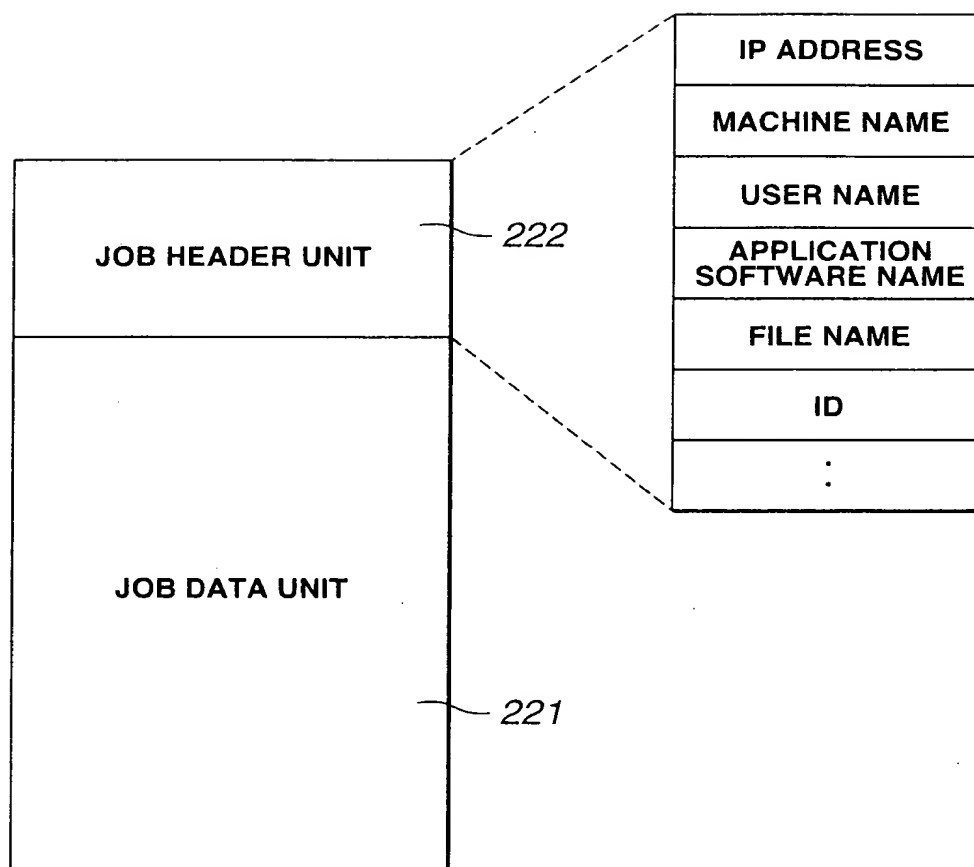 IP ADDRESS
MACHINE NAME
USER NAME
APPLICATION
SOFTWARE NAME
FILE NAME
ID
:
JOB HEADER UNIT
222
JOB DATA UNIT
221